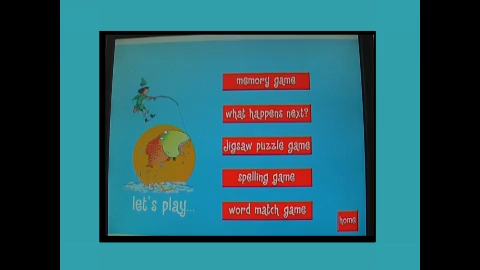 memory game
what happens next?
jigsaw puzzle game
spelling game
let's play...
word match game
home